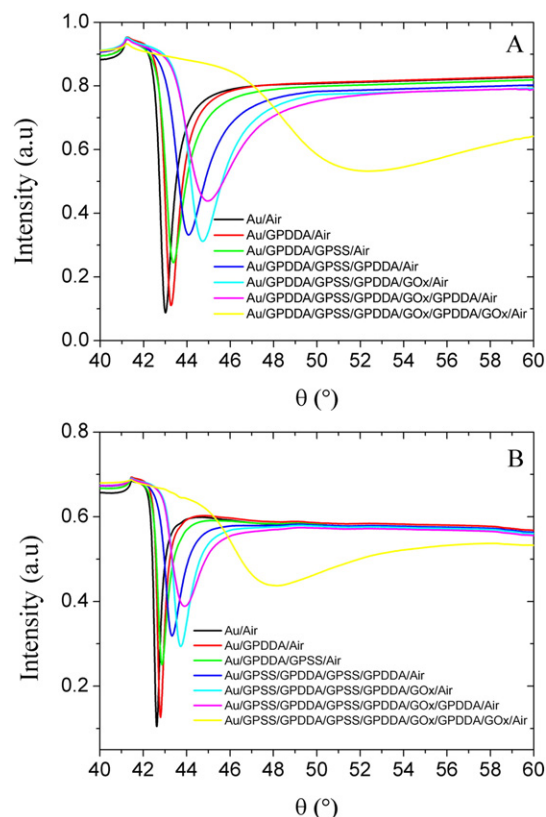 A
1.0
0.8
0.6
0.4
0.2
0.0
Intensity (a.u)
Au/Air
Au/GPDDA/Air
Au/GPDDA/GPSS/Air
Au/GPDDA/GPSS/GPDDA/Air
Au/GPDDA/GPSS/GPDDA/GOx/Air
Au/GPDDA/GPSS/GPDDA/GOx/GPDDA/Air
Au/GPDDA/GPSS/GPDDA/GOx/GPDDA/GOx/Air
40 42 44 46 48 50 52 54 56 58 60
θ (°)
B
0.8
0.6
0.4
0.2
Intensity (a.u)
Au/Air
Au/GPDDA/Air
Au/GPDDA/GPSS/Air
Au/GPSS/GPDDA/GPSS/GPDDA/Air
Au/GPSS/GPDDA/GPSS/GPDDA/GOx/Air
Au/GPSS/GPDDA/GPSS/GPDDA/GOx/GPDDA/Air
Au/GPSS/GPDDA/GPSS/GPDDA/GOx/GPDDA/GOx/Air
40 42 44 46 48 50 52 54 56 58 60
θ (°)